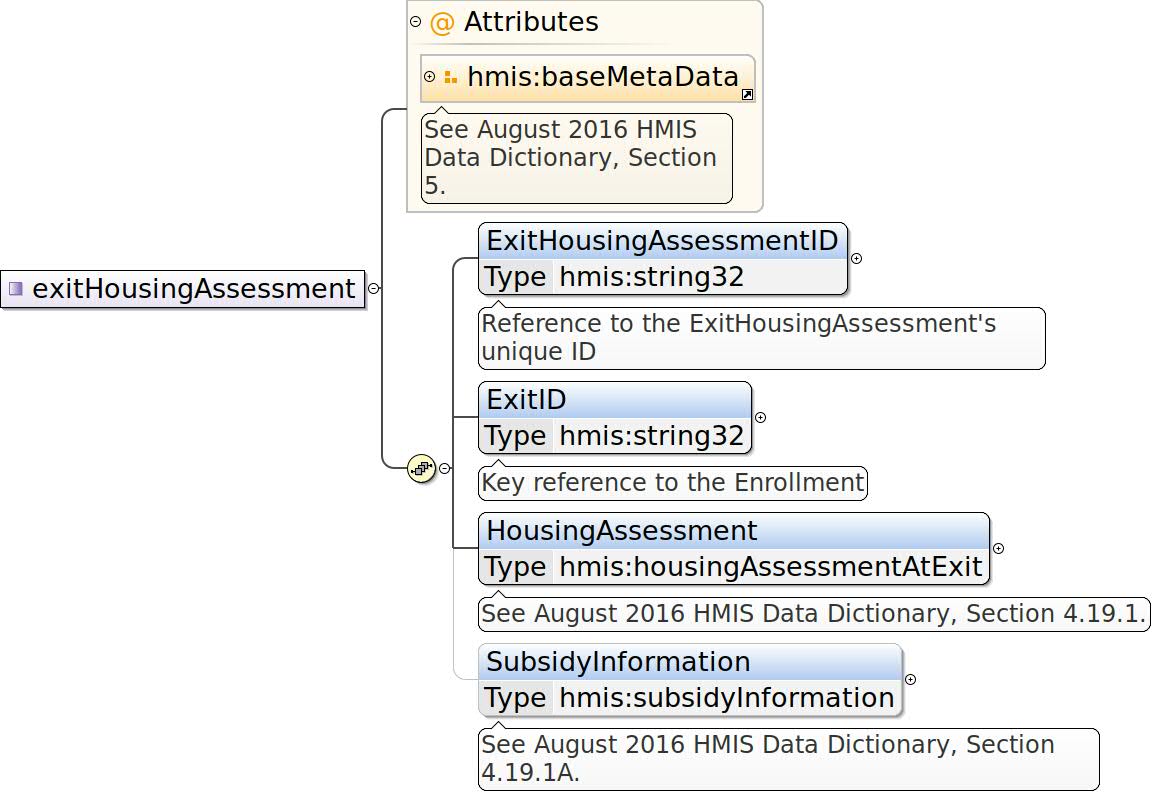 @ Attributes
hmis:baseMetaData
See August 2016 HMIS
Data Dictionary, Section
5.
exitHousingAssessment
ExitHousingAssessmentID
Type hmis:string32
Reference to the ExitHousingAssessment's
unique ID
ExitID
Type hmis:string32
Key reference to the Enrollment
HousingAssessment
Type hmis:housingAssessmentAtExit
See August 2016 HMIS Data Dictionary, Section 4.19.1.
SubsidyInformation
Type hmis:subsidyInformation
See August 2016 HMIS Data Dictionary, Section
4.19.1A.